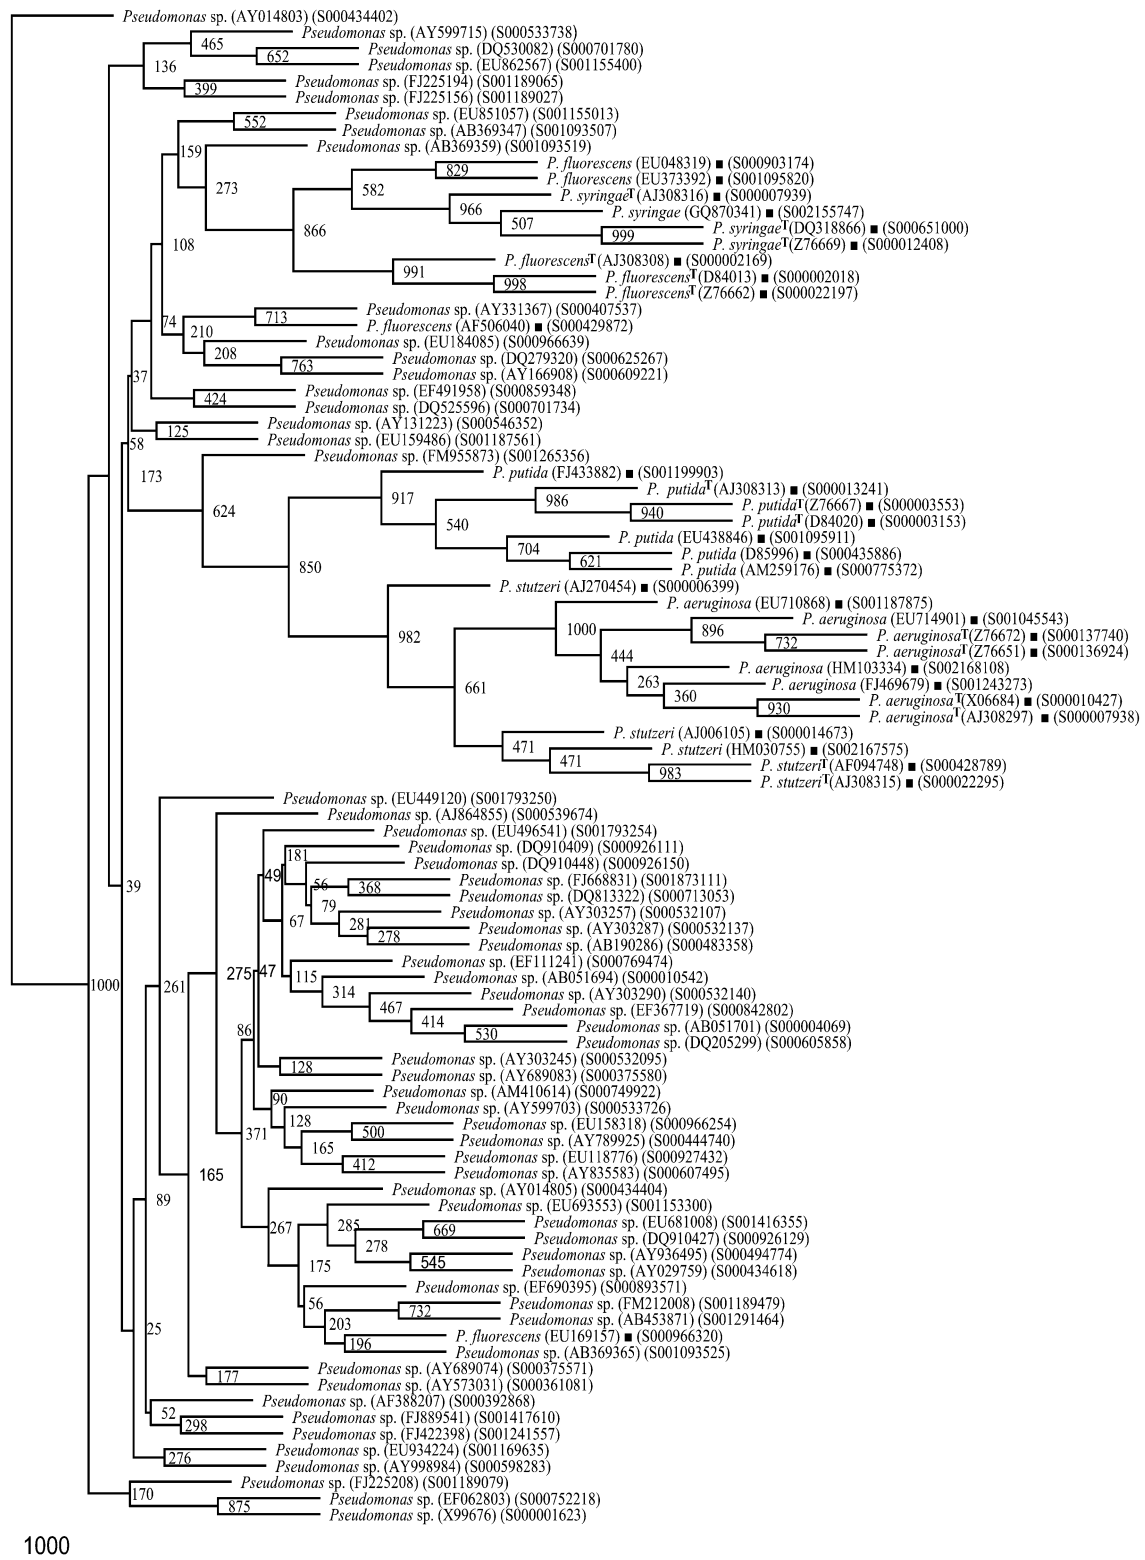 Pseudomonas sp. (AY014803) (S000434402)
Pseudomonas sp. (AY599715) (S000533738)
465
Pseudomonas sp. (DQ530082) (S000701780)
652
Pseudomonas sp. (EU862567) (S001155400)
136
Pseudomonas sp. (FJ225194) (S001189065)
399
Pseudomonas sp. (FJ225156) (S001189027)
Pseudomonas sp. (EU851057) (S001155013)
552
Pseudomonas sp. (AB369347) (S001093507)
159
Pseudomonas sp. (AB369359) (S001093519)
P. fluorescens (EU048319) ■ (S000903174)
829
P. fluorescens (EU373392) ■ (S001095820)
273
582
P. syringaeT(AJ308316) ■ (S000007939)
966
P. syringae (GQ870341) ■ (S002155747)
507
P. syringaeT(DQ318866) ■ (S000651000)
866
999
P. syringaeT(Z76669) ■ (S000012408)
108
P. fluorescensT(AJ308308) ■ (S000002169)
991
P. fluorescensT(D84013) ■ (S000002018)
998
P. fluorescensT(Z76662) ■ (S000022197)
Pseudomonas sp. (AY331367) (S000407537)
713
74
P. fluorescens (AF506040) ■ (S000429872)
210
Pseudomonas sp. (EU184085) (S000966639)
208
Pseudomonas sp. (DQ279320) (S000625267)
763
Pseudomonas sp. (AY166908) (S000609221)
37
Pseudomonas sp. (EF491958) (S000859348)
424
Pseudomonas sp. (DQ525596) (S000701734)
Pseudomonas sp. (AY131223) (S000546352)
125
58
Pseudomonas sp. (EU159486) (S001187561)
Pseudomonas sp. (FM955873) (S001265356)
173
P. putida (FJ433882) ■ (S001199903)
917
P. putidaT(AJ308313) ■ (S000013241)
986
P. putidaT(Z76667) ■ (S000003553)
624
940
540
P. putidaT(D84020) ■ (S000003153)
P. putida (EU438846) ■ (S001095911)
704
P. putida (D85996) ■ (S000435886)
850
621
P. putida (AM259176) ■ (S000775372)
P. stutzeri (AJ270454) ■ (S000006399)
P. aeruginosa (EU710868) ■ (S001187875)
P. aeruginosa (EU714901) ■ (S001045543)
1000
896
982
P. aeruginosaT(Z76672) ■ (S000137740)
732
P. aeruginosaT(Z76651) ■ (S000136924)
444
P. aeruginosa (HM103334) ■ (S002168108)
263
P. aeruginosa (FJ469679) ■ (S001243273)
661
360
P. aeruginosaT(X06684) ■ (S000010427)
930
P. aeruginosaT(AJ308297) ■ (S000007938)
P. stutzeri (AJ006105) ■ (S000014673)
471
P. stutzeri (HM030755) ■ (S002167575)
471
P. stutzeriT(AF094748) ■ (S000428789)
983
P. stutzeriT(AJ308315) ■ (S000022295)
Pseudomonas sp. (EU449120) (S001793250)
Pseudomonas sp. (AJ864855) (S000539674)
Pseudomonas sp. (EU496541) (S001793254)
Pseudomonas sp. (DQ910409) (S000926111)
181
Pseudomonas sp. (DQ910448) (S000926150)
49
Pseudomonas sp. (FJ668831) (S001873111)
39
56
368
Pseudomonas sp. (DQ813322) (S000713053)
79
Pseudomonas sp. (AY303257) (S000532107)
67
281
Pseudomonas sp. (AY303287) (S000532137)
278
Pseudomonas sp. (AB190286) (S000483358)
Pseudomonas sp. (EF111241) (S000769474)
275
47
115
Pseudomonas sp. (AB051694) (S000010542)
1000
261
314
Pseudomonas sp. (AY303290) (S000532140)
467
Pseudomonas sp. (EF367719) (S000842802)
414
Pseudomonas sp. (AB051701) (S000004069)
86
530
Pseudomonas sp. (DQ205299) (S000605858)
Pseudomonas sp. (AY303245) (S000532095)
128
Pseudomonas sp. (AY689083) (S000375580)
Pseudomonas sp. (AM410614) (S000749922)
90
Pseudomonas sp. (AY599703) (S000533726)
128
Pseudomonas sp. (EU158318) (S000966254)
371
500
Pseudomonas sp. (AY789925) (S000444740)
165
Pseudomonas sp. (EU118776) (S000927432)
412
165
Pseudomonas sp. (AY835583) (S000607495)
Pseudomonas sp. (AY014805) (S000434404)
89
Pseudomonas sp. (EU693553) (S001153300)
267
285
Pseudomonas sp. (EU681008) (S001416355)
669
Pseudomonas sp. (DQ910427) (S000926129)
278
Pseudomonas sp. (AY936495) (S000494774)
175
545
Pseudomonas sp. (AY029759) (S000434618)
Pseudomonas sp. (EF690395) (S000893571)
56
Pseudomonas sp. (FM212008) (S001189479)
732
Pseudomonas sp. (AB453871) (S001291464)
203
25
P. fluorescens (EU169157) ■ (S000966320)
196
Pseudomonas sp. (AB369365) (S001093525)
Pseudomonas sp. (AY689074) (S000375571)
177
Pseudomonas sp. (AY573031) (S000361081)
Pseudomonas sp. (AF388207) (S000392868)
52
Pseudomonas sp. (FJ889541) (S001417610)
298
Pseudomonas sp. (FJ422398) (S001241557)
Pseudomonas sp. (EU934224) (S001169635)
276
Pseudomonas sp. (AY998984) (S000598283)
Pseudomonas sp. (FJ225208) (S001189079)
170
Pseudomonas sp. (EF062803) (S000752218)
875
Pseudomonas sp. (X99676) (S000001623)
1000